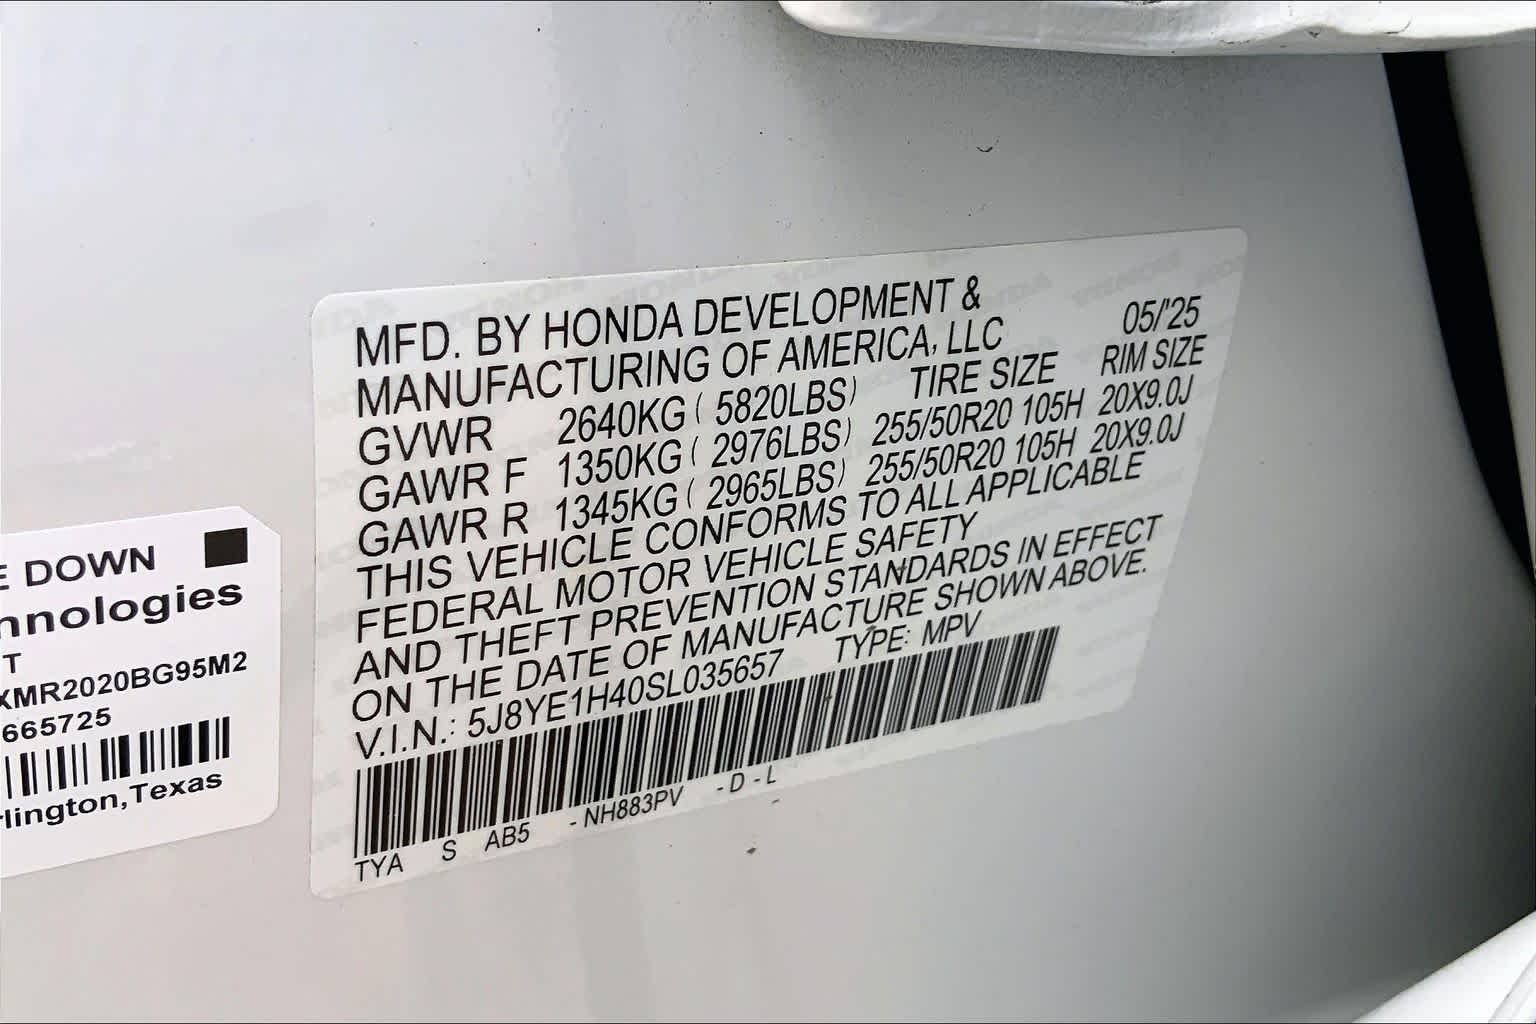 MFD. BY HONDA DEVELOPMENT &
MANUFACTURING OF AMERICA, LLC 05/'25
GVWR 2640KG ( 5820LBS) TIRE SIZE RIM SIZE
GAWR F 1350KG ( 2976LBS) 255/50R20 105H 20X9.0J
GAWR R 1345KG ( 2965LBS) 255/50R20 105H 20X9.0J
THIS VEHICLE CONFORMS TO ALL APPLICABLE
FEDERAL MOTOR VEHICLE SAFETY
AND THEFT PREVENTION STANDARDS IN EFFECT
ON THE DATE OF MANUFACTURE SHOWN ABOVE.
V.I.N.: 5J8YE1H40SL035657 TYPE: MPV
TYA S AB5 -NH883PV -D-L
E DOWN
hnologies
T
XMR2020BG95M2
665725
lington,Texas